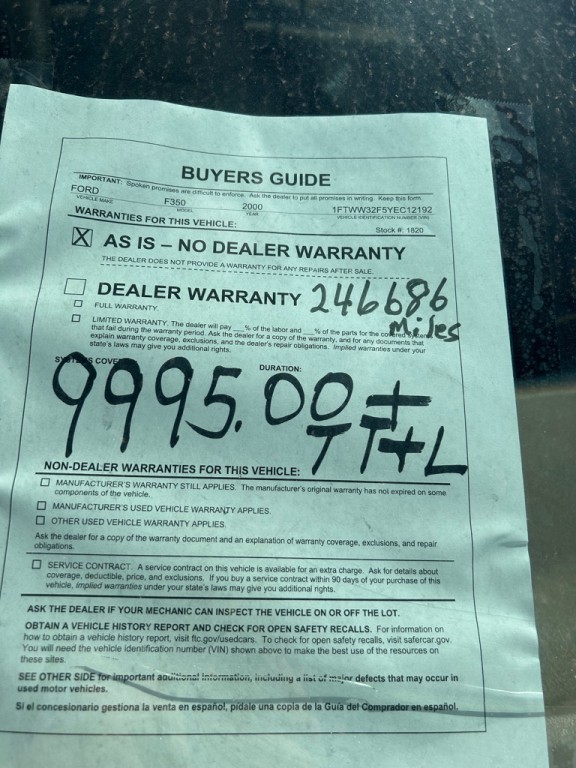 BUYERS GUIDE
IMPORTANT: Spoken promises are difficult to enforce. Ask the dealer to put all promises in writing. Keep this form.
FORD F350 2000 1FTWW32F5YEC12192
VEHICLE MAKE MODEL YEAR VEHICLE IDENTIFICATION NUMBER (VIN)
WARRANTIES FOR THIS VEHICLE: Stock #: 1820
X AS IS – NO DEALER WARRANTY
THE DEALER DOES NOT PROVIDE A WARRANTY FOR ANY REPAIRS AFTER SALE.
DEALER WARRANTY 246686
Miles
FULL WARRANTY.
LIMITED WARRANTY. The dealer will pay ___% of the labor and ___% of the parts for the covered
that fail during the warranty period. Ask the dealer for a copy of the warranty, and for any documents that
explain warranty coverage, exclusions, and the dealer's repair obligations. Implied warranties under your
state's laws may give you additional rights.
DURATION:
9995.00 +
TT+L
NON-DEALER WARRANTIES FOR THIS VEHICLE:
MANUFACTURER'S WARRANTY STILL APPLIES. The manufacturer's original warranty has not expired on some
components of the vehicle.
MANUFACTURER'S USED VEHICLE WARRANTY APPLIES.
OTHER USED VEHICLE WARRANTY APPLIES.
Ask the dealer for a copy of the warranty document and an explanation of warranty coverage, exclusions, and repair
obligations.
SERVICE CONTRACT. A service contract on this vehicle is available for an extra charge. Ask for details about
coverage, deductible, price, and exclusions. If you buy a service contract within 90 days of your purchase of this
vehicle, implied warranties under your state's laws may give you additional rights.
ASK THE DEALER IF YOUR MECHANIC CAN INSPECT THE VEHICLE ON OR OFF THE LOT.
OBTAIN A VEHICLE HISTORY REPORT AND CHECK FOR OPEN SAFETY RECALLS. For information on
how to obtain a vehicle history report, visit ftc.gov/usedcars. To check for open safety recalls, visit safercar.gov.
You will need the vehicle identification number (VIN) shown above to make the best use of the resources on
these sites.
SEE OTHER SIDE for important additional information, including a list of major defects that may occur in
used motor vehicles.
Si el concesionario gestiona la venta en español, pídale una copia de la Guía del Comprador en español.